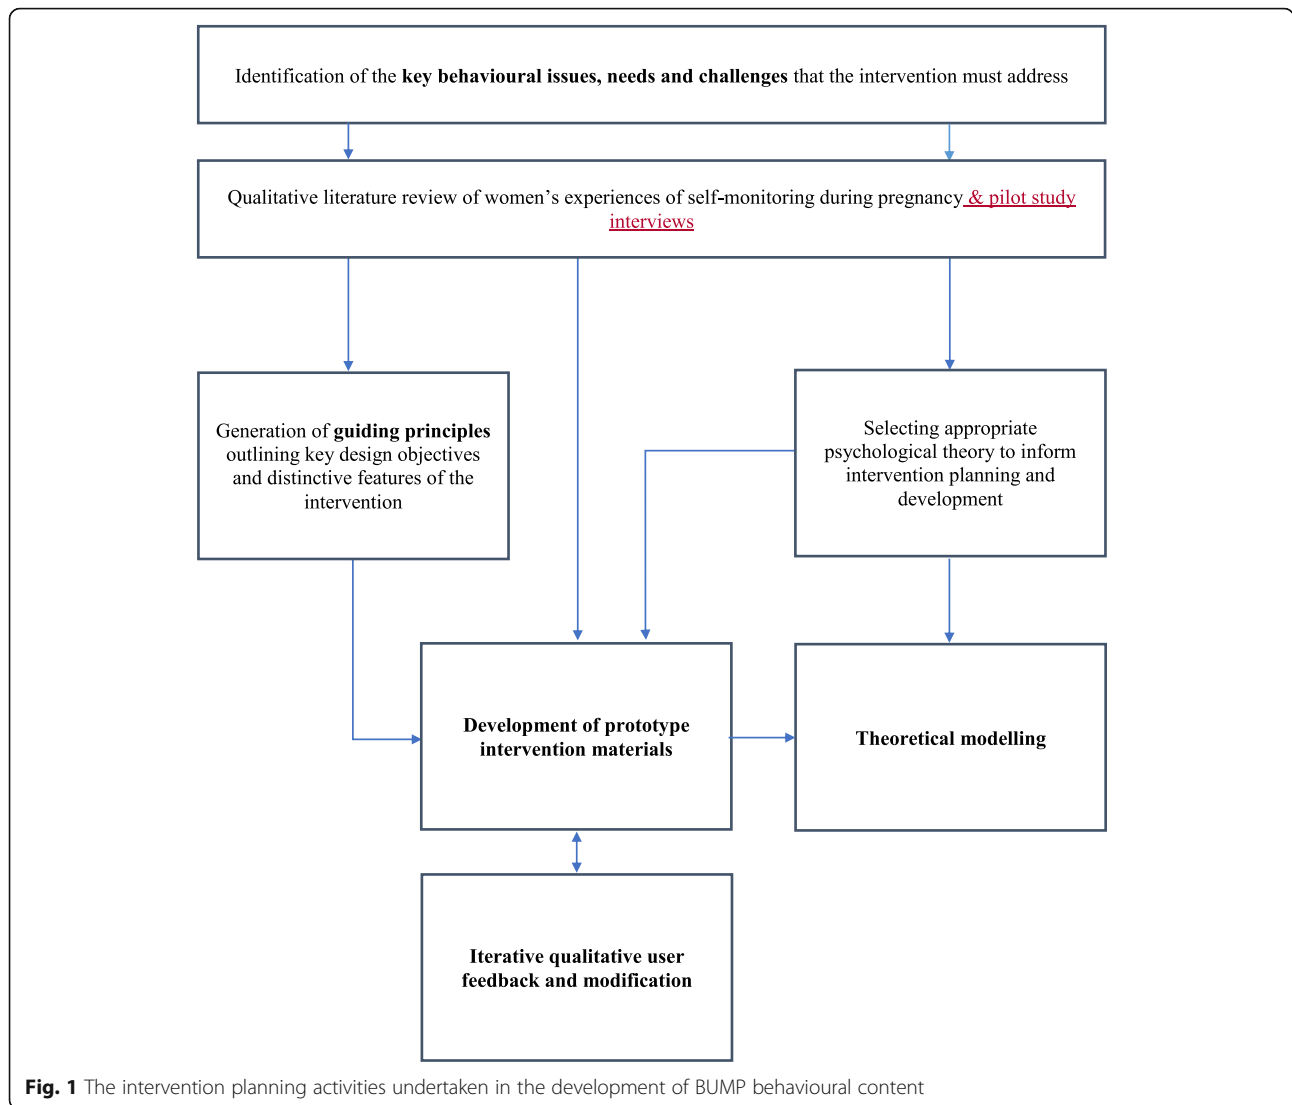 Identification of the key behavioural issues, needs and challenges that the intervention must address
Qualitative literature review of women's experiences of self-monitoring during pregnancy & pilot study
interviews
Generation of guiding principles
outlining key design objectives
and distinctive features of the
intervention
Selecting appropriate
psychological theory to inform
intervention planning and
development
Development of prototype
intervention materials
Theoretical modelling
Iterative qualitative user
feedback and modification
Fig. 1 The intervention planning activities undertaken in the development of BUMP behavioural content